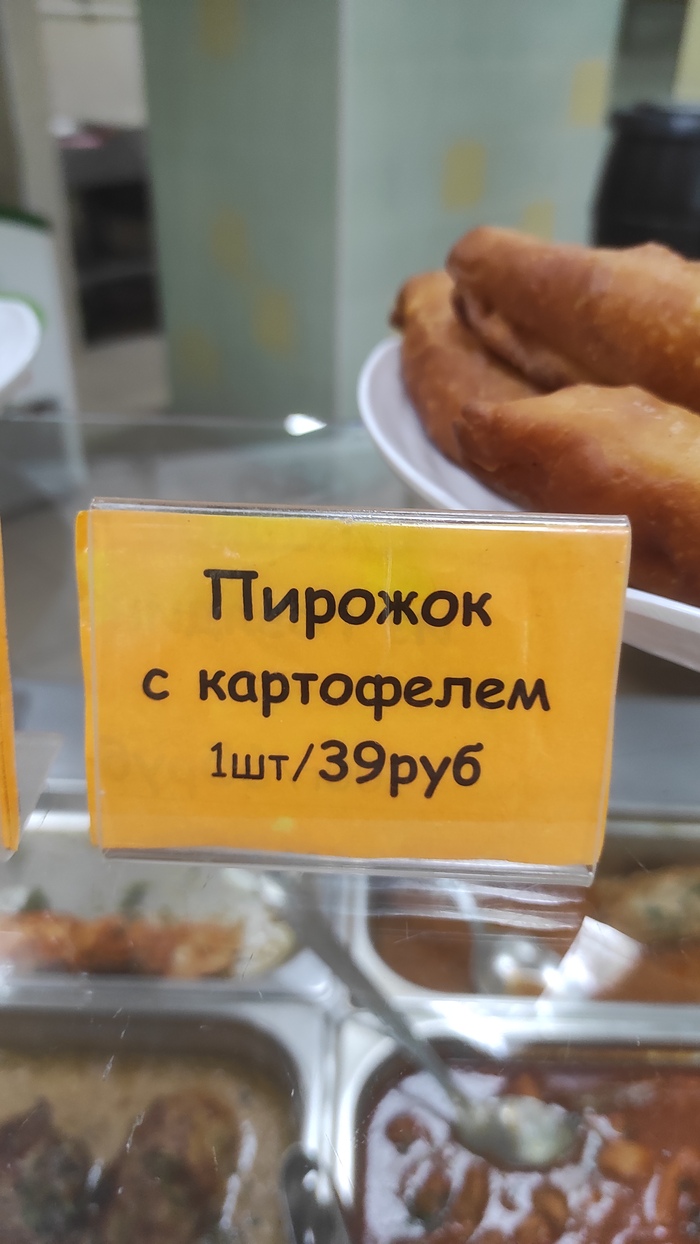 Пирожок
с картофелем
1шт/39руб